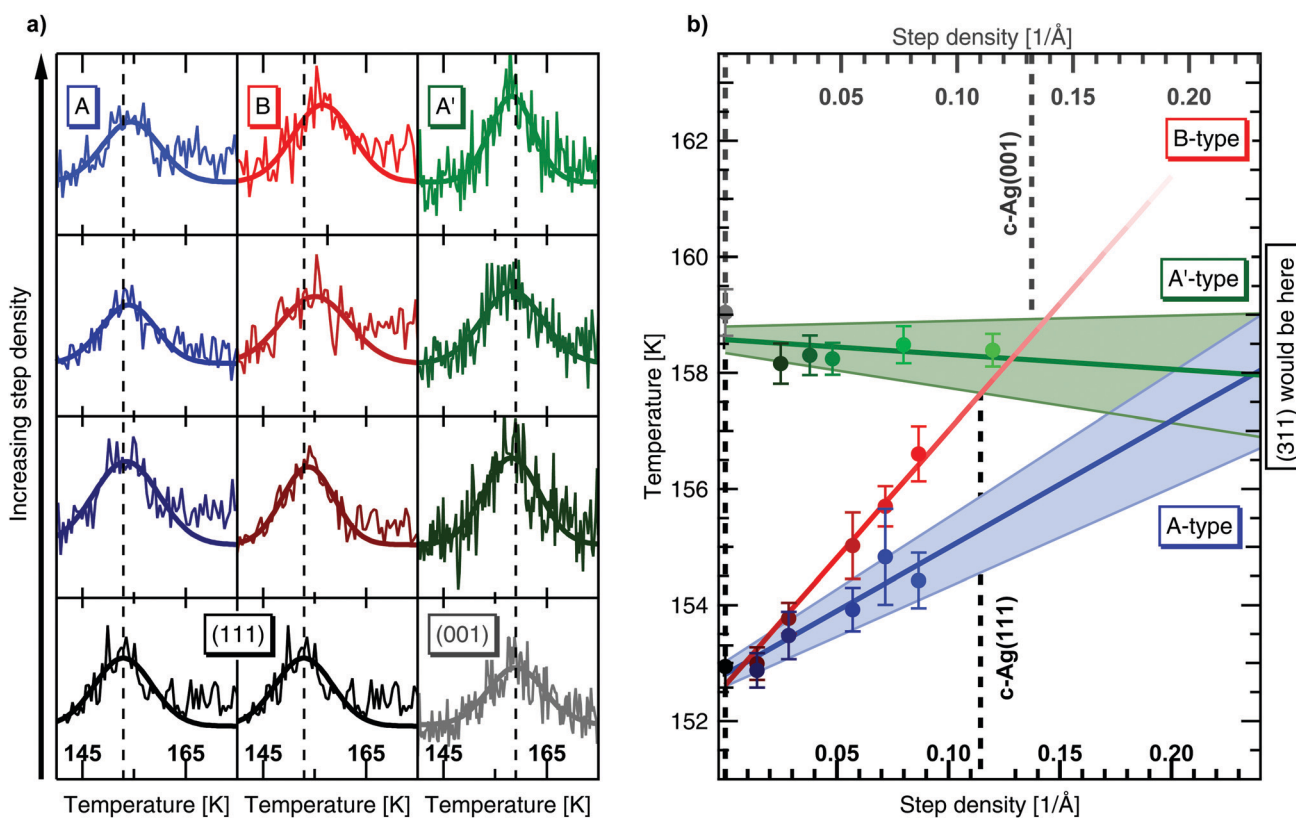 a)
Increasing step density
A
B
A'
(111)
(001)
145
165
145
165
165
Temperature [K]
Temperature [K]
Temperature [K]
b)
Step density [1/Å]
0.05
0.10
0.15
0.20
162
160
158
156
154
152
Temperature [K]
c-Ag(001)
c-Ag(111)
B-type
A'-type
A-type
(311) would be here
0.05
0.10
0.15
0.20
Step density [1/Å]